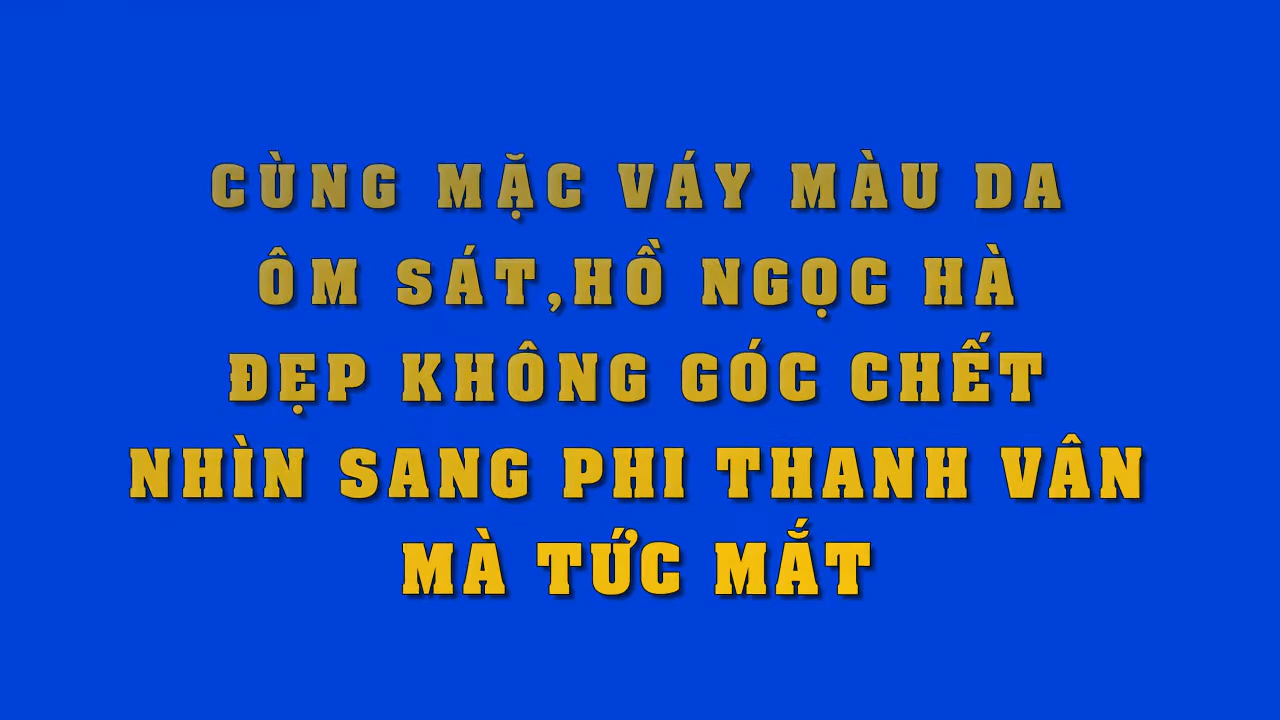 CÙNG MẶC VÁY MÀU DA
ÔM SÁT,HỒ NGỌC HÀ
ĐẸP KHÔNG GÓC CHẾT
NHÌN SANG PHI THANH VÂN
MÀ TỨC MẮT